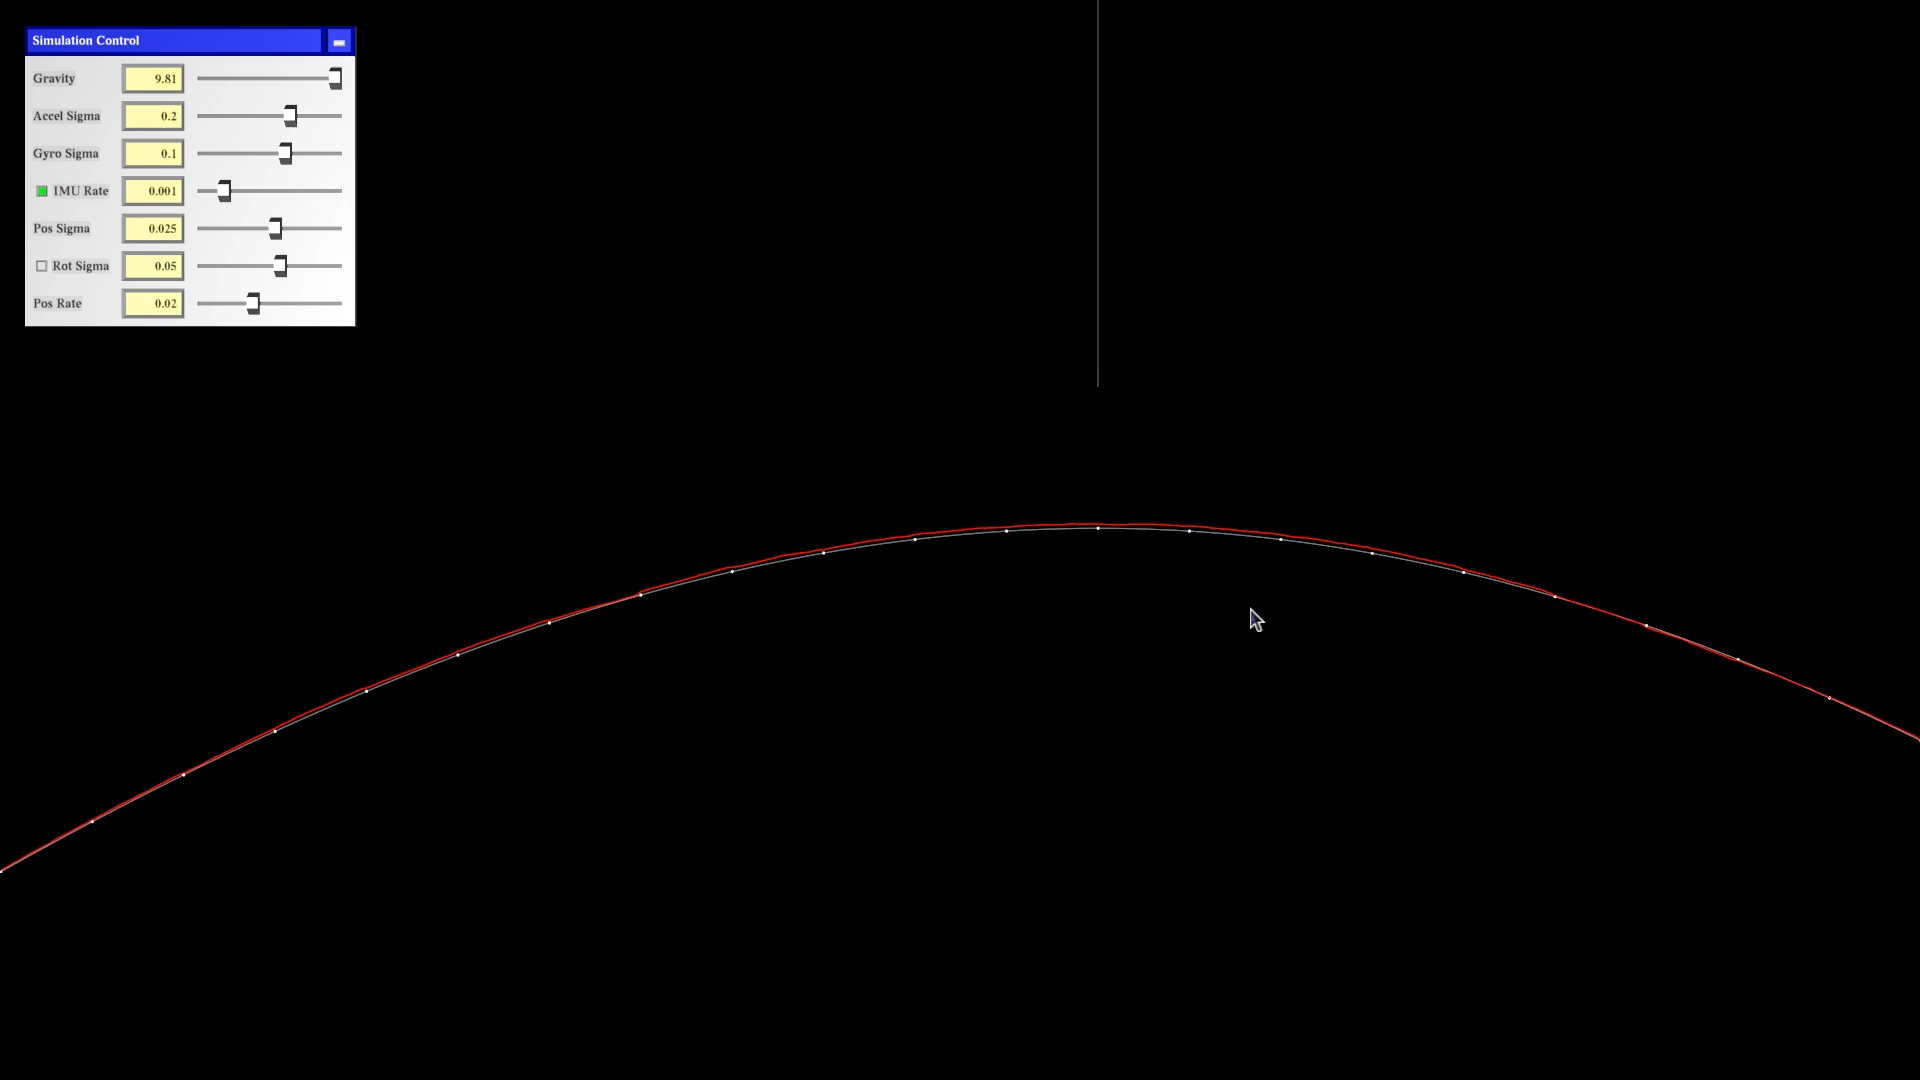 Simulation Control
Gravity 9.81
Accel Sigma 0.2
Gyro Sigma 0.1
IMU Rate 0.001
Pos Sigma 0.025
Rot Sigma 0.05
Pos Rate 0.02